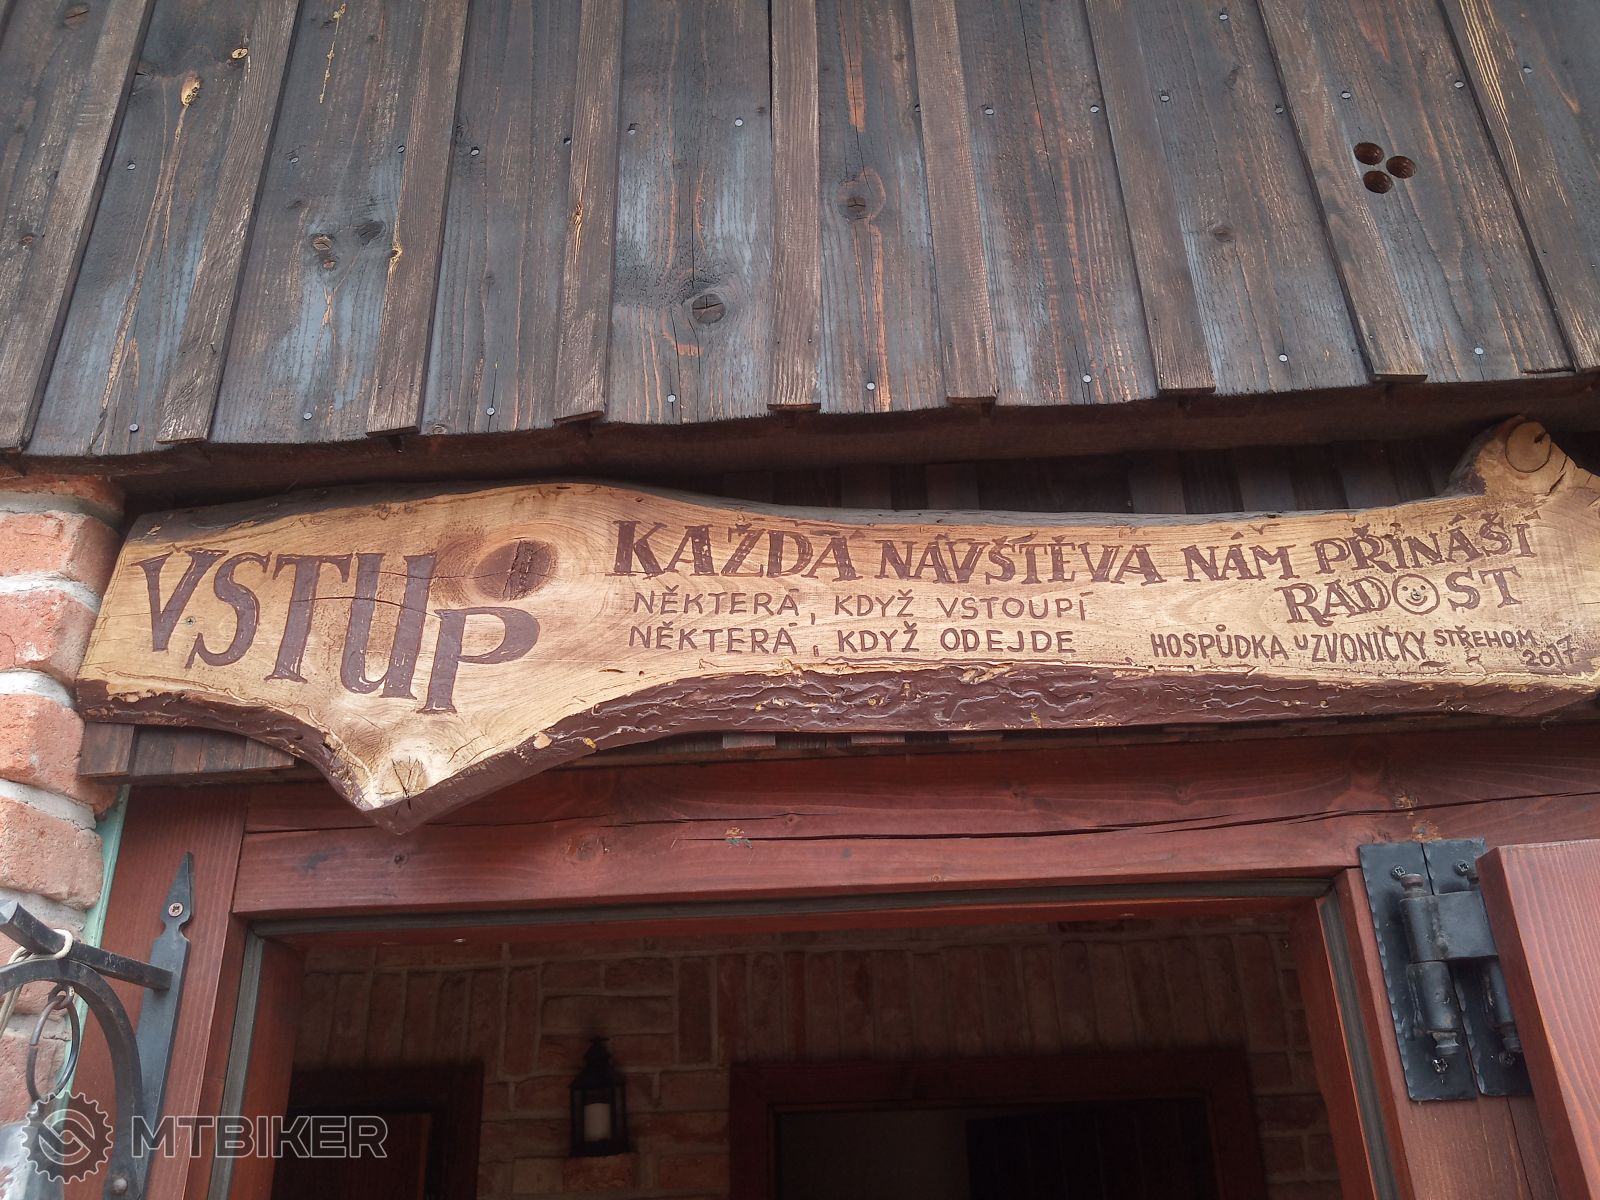 VSTUP
KAŽDÁ NÁVŠTĚVA NÁM PŘINÁŠÍ
RADOST
NĚKTERÁ, KDYŽ VSTOUPÍ
NĚKTERÁ, KDYŽ ODEJDE
HOSPŮDKA U ZVONIČKY STŘEHOM
2017
MTBIKER